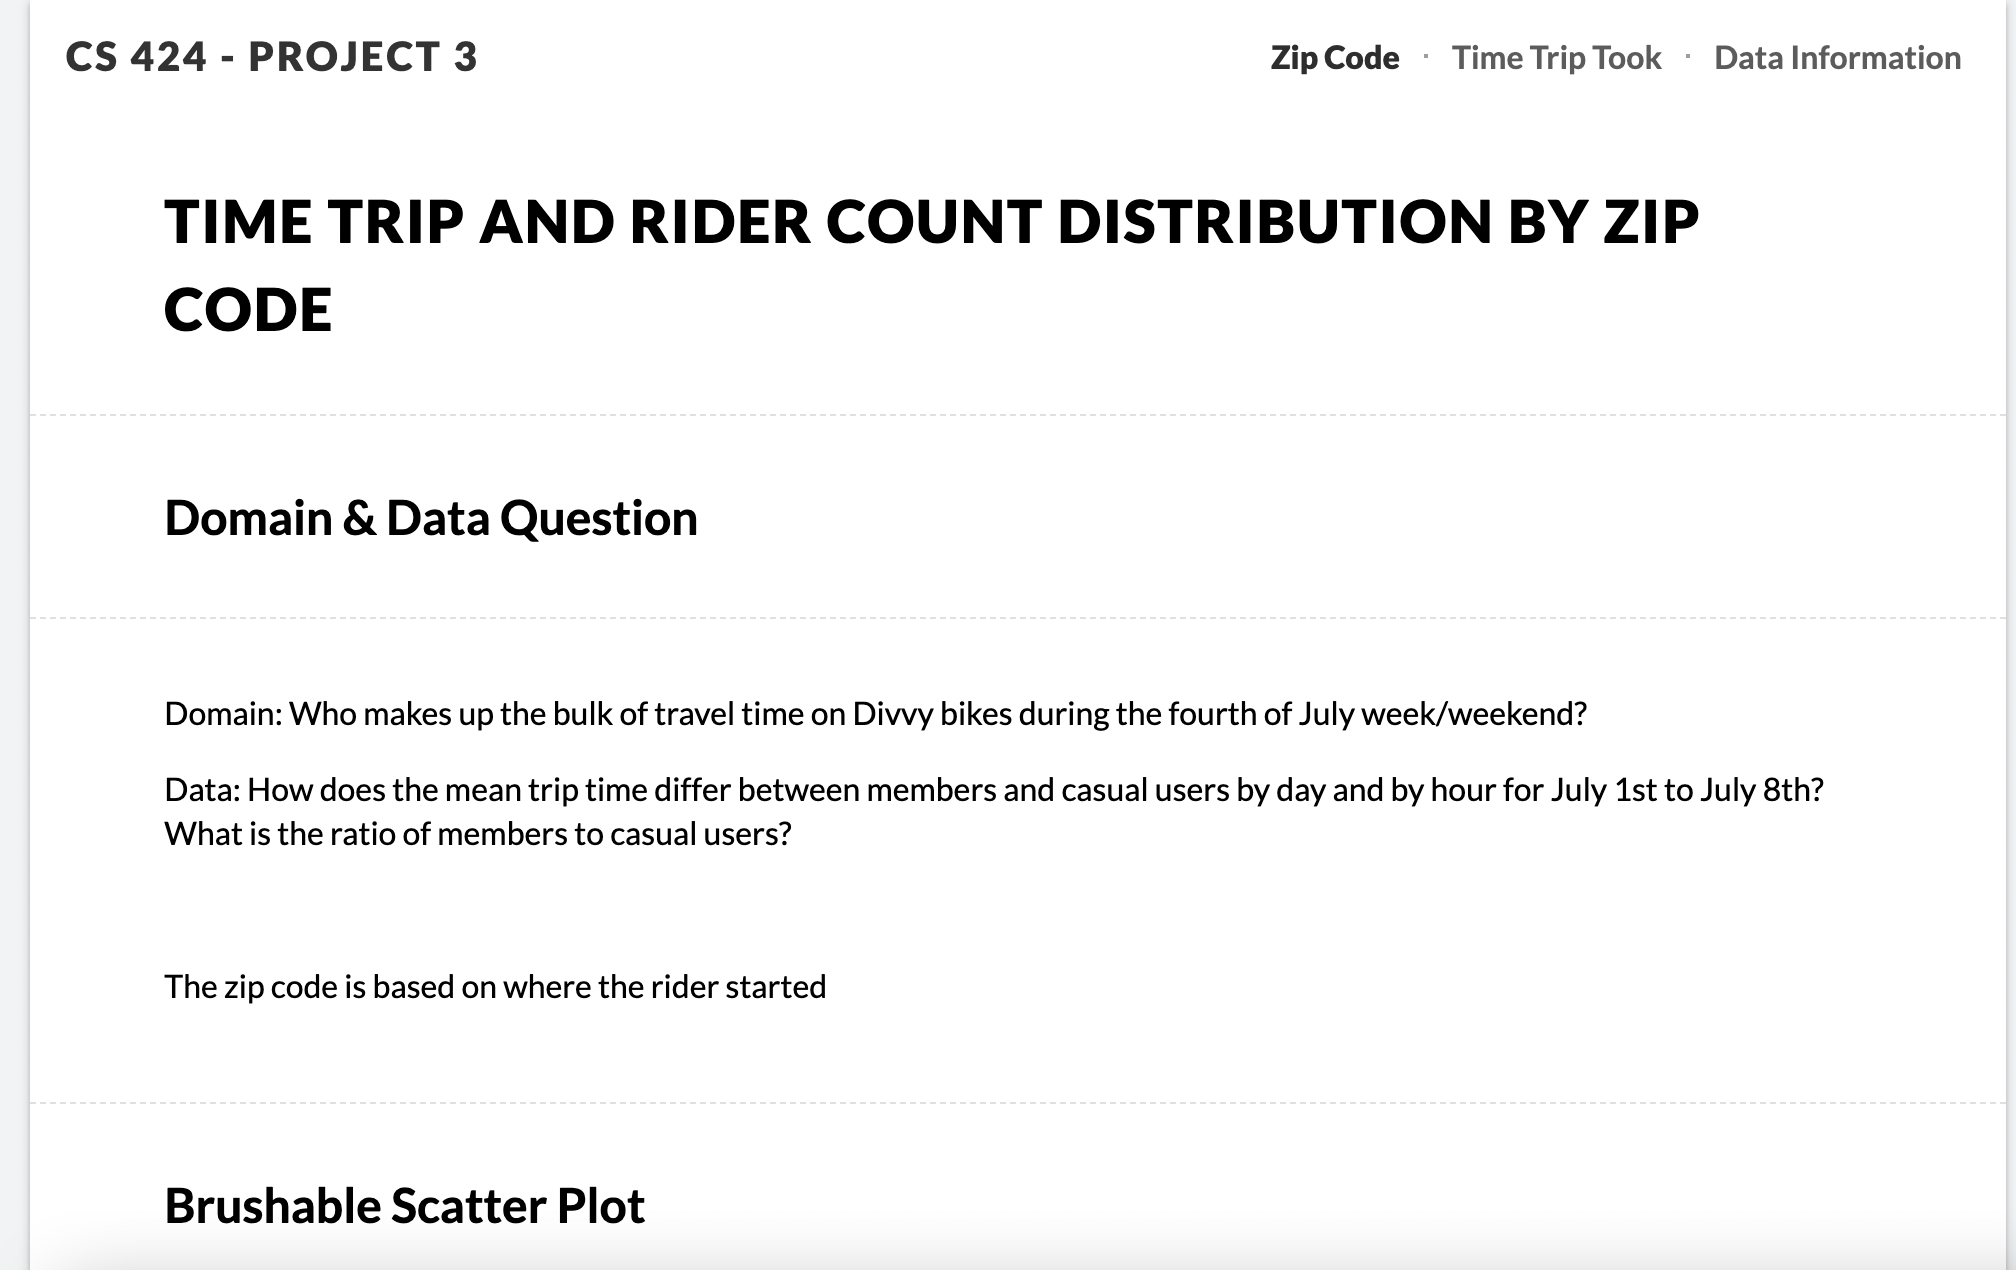 CS 424 - PROJECT 3
Zip Code · Time Trip Took · Data Information
TIME TRIP AND RIDER COUNT DISTRIBUTION BY ZIP
CODE
Domain & Data Question
Domain: Who makes up the bulk of travel time on Divvy bikes during the fourth of July week/weekend?
Data: How does the mean trip time differ between members and casual users by day and by hour for July 1st to July 8th?
What is the ratio of members to casual users?
The zip code is based on where the rider started
Brushable Scatter Plot